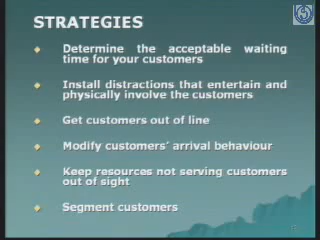 STRATEGIES
Determine the acceptable waiting
time for your customers
Install distractions that entertain and
physically involve the customers
Get customers out of line
Modify customers' arrival behaviour
Keep resources not serving customers
out of sight
Segment customers